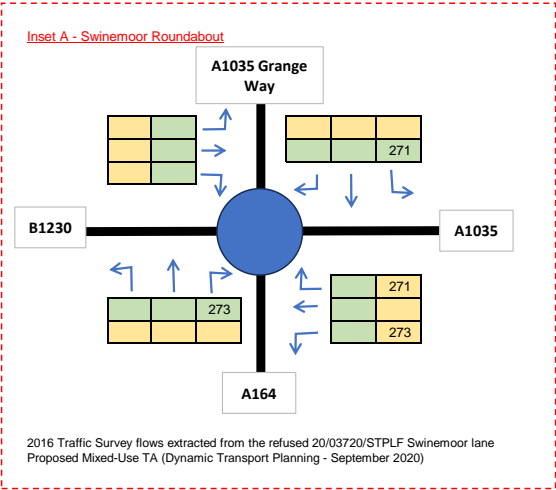 Inset A - Swinemoor Roundabout
A1035 Grange
Way
271
B1230
A1035
273
271
273
A164
2016 Traffic Survey flows extracted from the refused 20/03720/STPLF Swinemoor lane
Proposed Mixed-Use TA (Dynamic Transport Planning - September 2020)